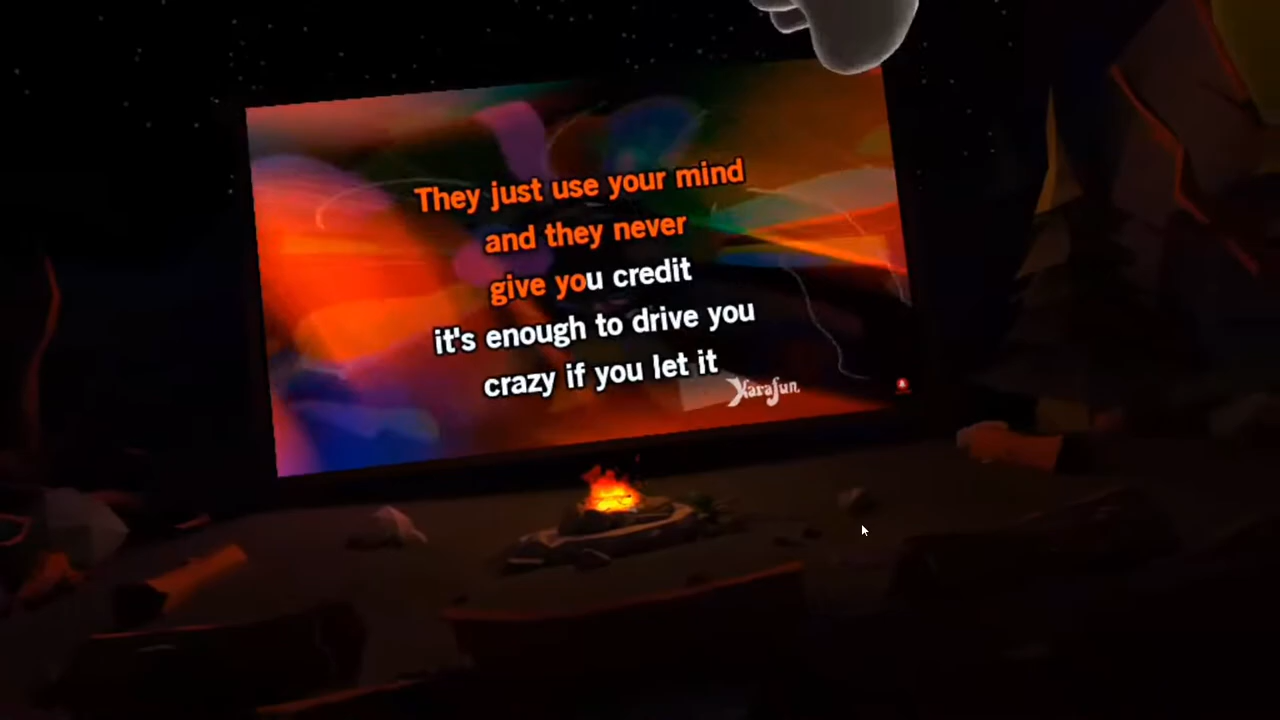 They just use your mind
and they never
give you credit
it's enough to drive you
crazy if you let it
Karafun